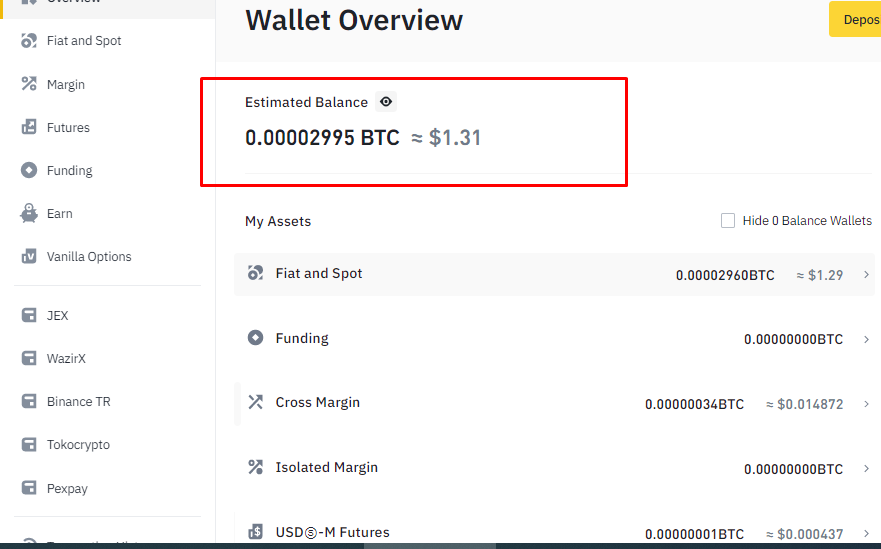 Overview
Fiat and Spot
Margin
Futures
Funding
Earn
Vanilla Options
JEX
WazirX
Binance TR
Tokocrypto
Pexpay
Wallet Overview
Depos
Estimated Balance
0.00002995 BTC ≈ $1.31
My Assets
Hide 0 Balance Wallets
Fiat and Spot 0.00002960BTC ≈ $1.29
Funding 0.00000000BTC
Cross Margin 0.00000034BTC ≈ $0.014872
Isolated Margin 0.00000000BTC
USDⓈ-M Futures 0.00000001BTC ≈ $0.000437